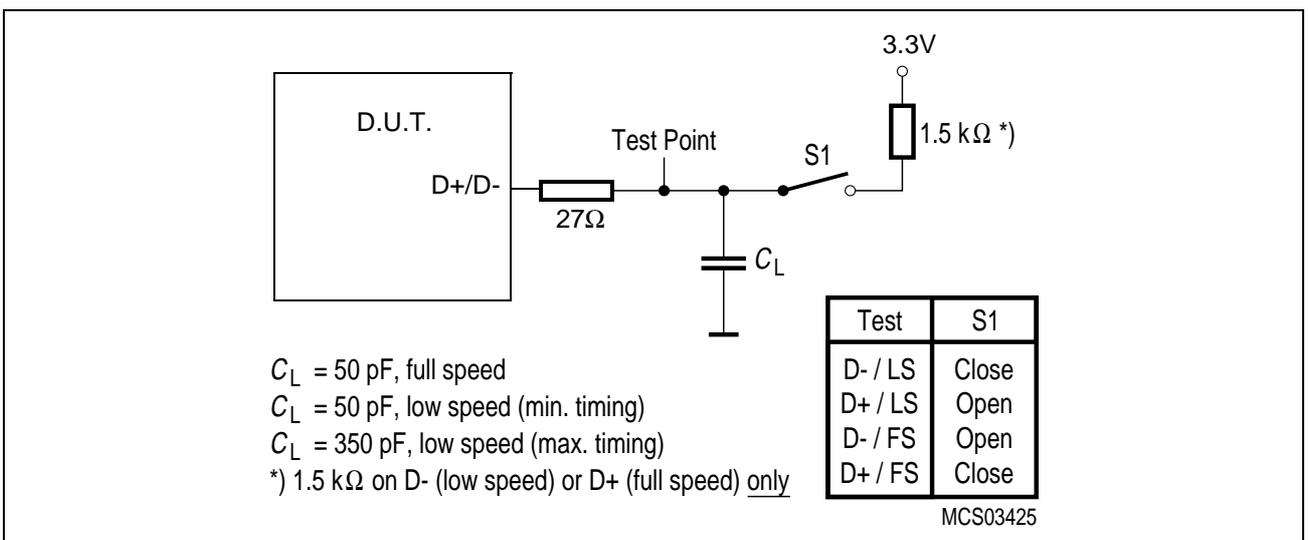 3.3V
D.U.T.
1.5 kΩ *)
Test Point
S1
D+/D-
27Ω
CL
Test S1
D- / LS Close
D+ / LS Open
D- / FS Open
D+ / FS Close
CL = 50 pF, full speed
CL = 50 pF, low speed (min. timing)
CL = 350 pF, low speed (max. timing)
*) 1.5 kΩ on D- (low speed) or D+ (full speed) only
MCS03425